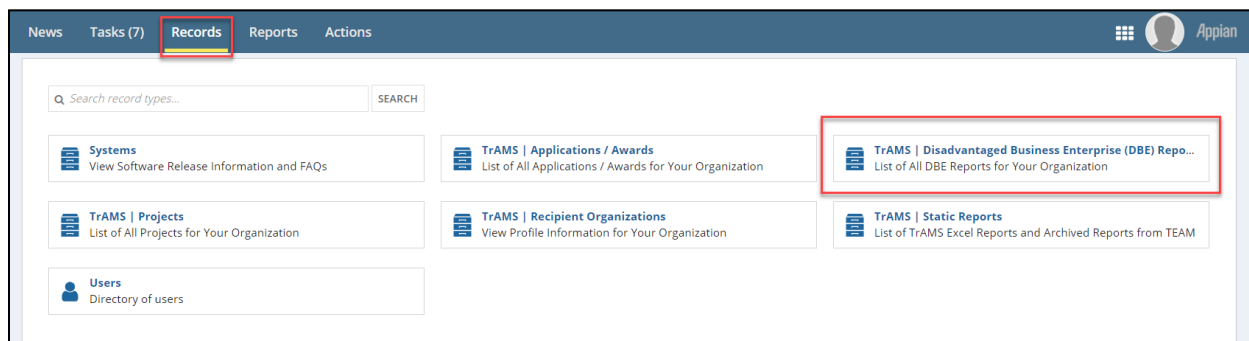 News Tasks (7) Records Reports Actions Appian
Search record types... SEARCH
Systems
View Software Release Information and FAQs
TrAMS | Applications / Awards
List of All Applications / Awards for Your Organization
TrAMS | Disadvantaged Business Enterprise (DBE) Repo...
List of All DBE Reports for Your Organization
TrAMS | Projects
List of All Projects for Your Organization
TrAMS | Recipient Organizations
View Profile Information for Your Organization
TrAMS | Static Reports
List of TrAMS Excel Reports and Archived Reports from TEAM
Users
Directory of users